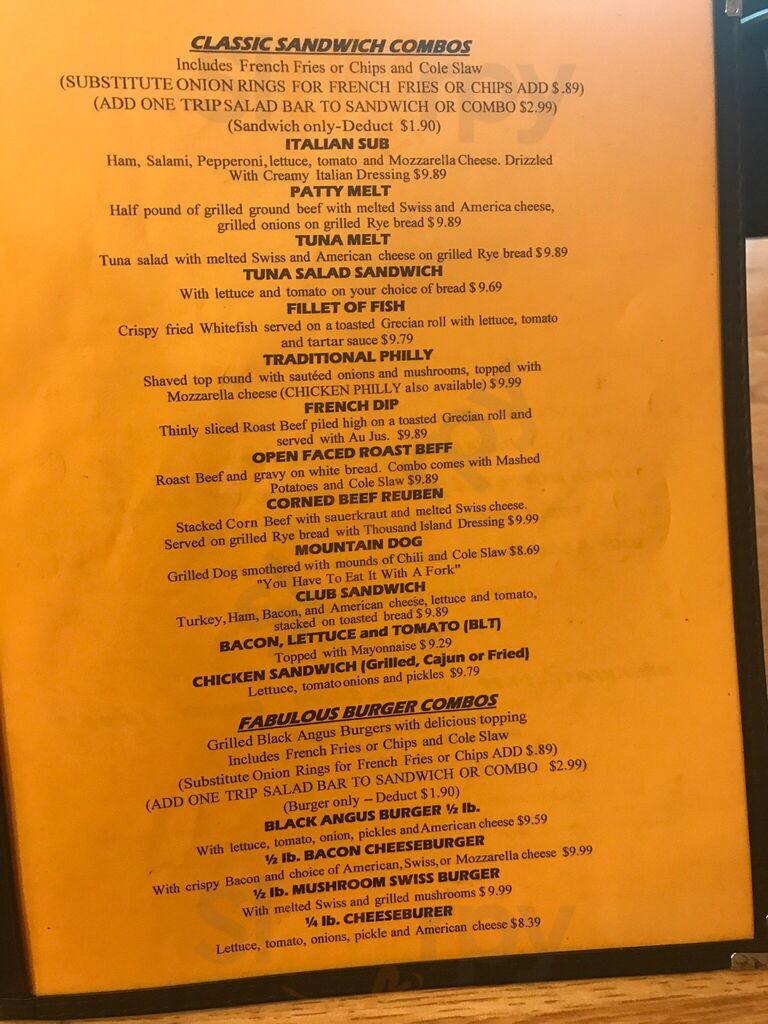 CLASSIC SANDWICH COMBOS
Includes French Fries or Chips and Cole Slaw
(SUBSTITUTE ONION RINGS FOR FRENCH FRIES OR CHIPS ADD $.89)
(ADD ONE TRIP SALAD BAR TO SANDWICH OR COMBO $2.99)
(Sandwich only-Deduct $1.90)
ITALIAN SUB
Ham, Salami, Pepperoni, lettuce, tomato and Mozzarella Cheese. Drizzled
With Creamy Italian Dressing $9.89
PATTY MELT
Half pound of grilled ground beef with melted Swiss and America cheese,
grilled onions on grilled Rye bread $9.89
TUNA MELT
Tuna salad with melted Swiss and American cheese on grilled Rye bread $9.89
TUNA SALAD SANDWICH
With lettuce and tomato on your choice of bread $9.69
FILLET OF FISH
Crispy fried Whitefish served on a toasted Grecian roll with lettuce, tomato
and tartar sauce $9.79
TRADITIONAL PHILLY
Shaved top round with sautéed onions and mushrooms, topped with
Mozzarella cheese (CHICKEN PHILLY also available) $9.99
FRENCH DIP
Thinly sliced Roast Beef piled high on a toasted Grecian roll and
served with Au Jus. $9.89
OPEN FACED ROAST BEFF
Roast Beef and gravy on white bread. Combo comes with Mashed
Potatoes and Cole Slaw $9.89
CORNED BEEF REUBEN
Stacked Corn Beef with sauerkraut and melted Swiss cheese.
Served on grilled Rye bread with Thousand Island Dressing $9.99
MOUNTAIN DOG
Grilled Dog smothered with mounds of Chili and Cole Slaw $8.69
"You Have To Eat It With A Fork"
CLUB SANDWICH
Turkey, Ham, Bacon, and American cheese, lettuce and tomato,
stacked on toasted bread $9.89
BACON, LETTUCE and TOMATO (BLT)
Topped with Mayonnaise $9.29
CHICKEN SANDWICH (Grilled, Cajun or Fried)
Lettuce, tomato onions and pickles $9.79
FABULOUS BURGER COMBOS
Grilled Black Angus Burgers with delicious topping
Includes French Fries or Chips and Cole Slaw
(Substitute Onion Rings for French Fries or Chips ADD $.89)
(ADD ONE TRIP SALAD BAR TO SANDWICH OR COMBO $2.99)
(Burger only – Deduct $1.90)
BLACK ANGUS BURGER ½ lb.
With lettuce, tomato, onion, pickles and American cheese $9.59
½ lb. BACON CHEESEBURGER
With crispy Bacon and choice of American, Swiss, or Mozzarella cheese $9.99
½ lb. MUSHROOM SWISS BURGER
With melted Swiss and grilled mushrooms $9.99
¼ lb. CHEESEBURER
Lettuce, tomato, onions, pickle and American cheese $8.39